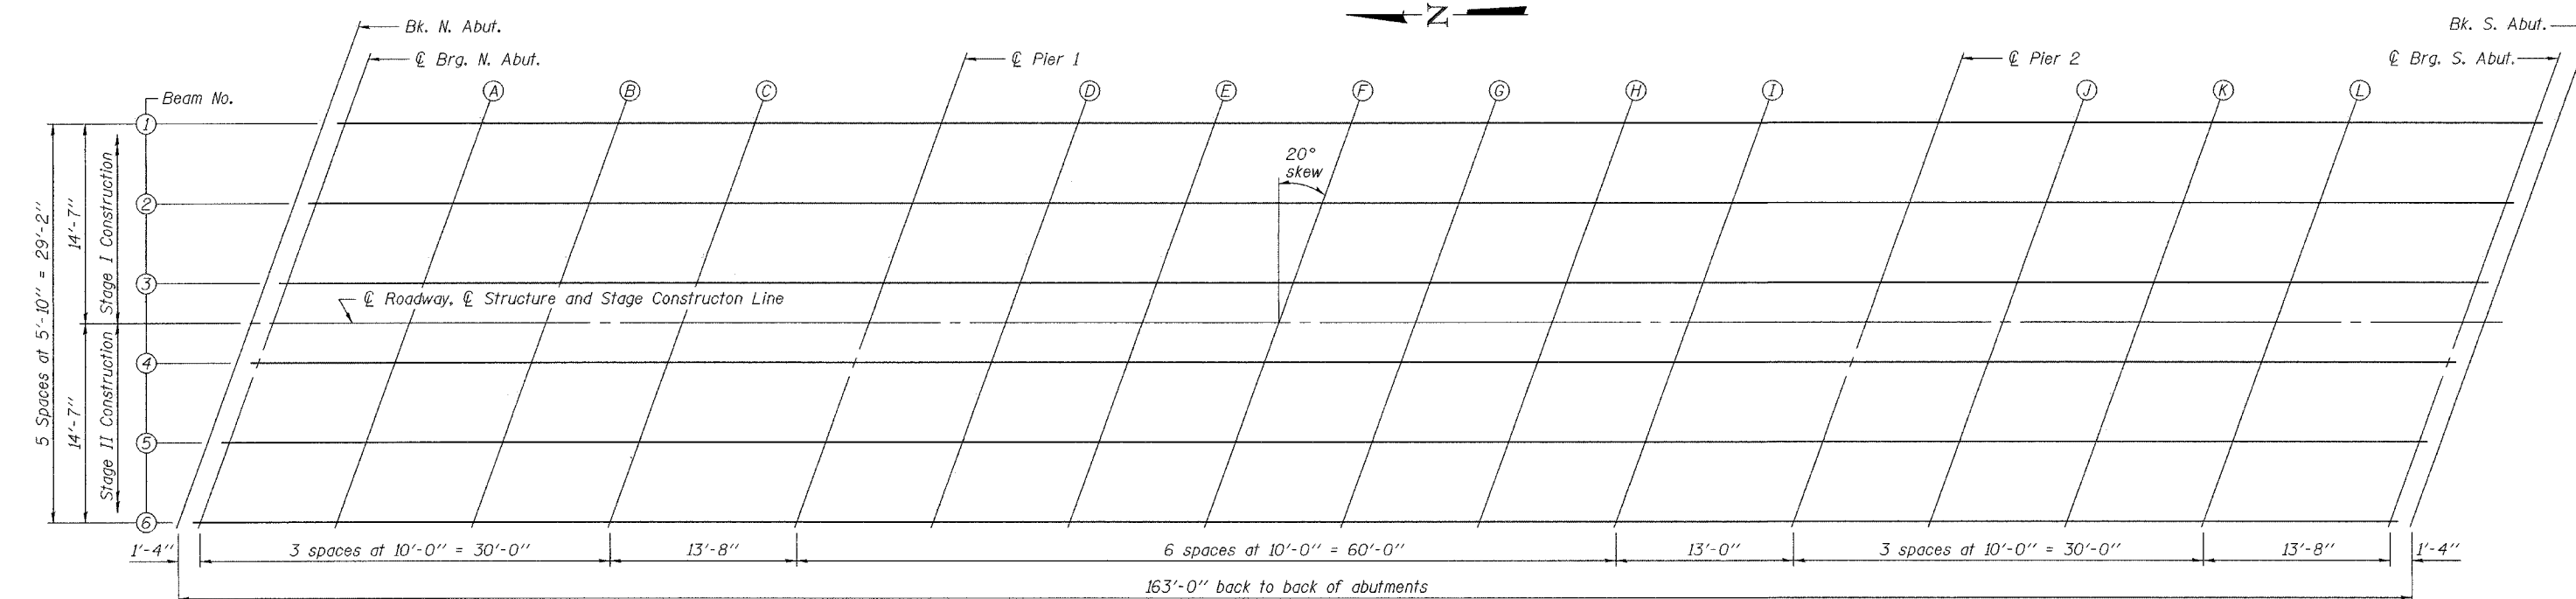 N
Bk. N. Abut.
Bk. S. Abut.
℄ Brg. N. Abut.
℄ Pier 1
℄ Pier 2
℄ Brg. S. Abut.
Beam No.
A
B
C
D
E
F
G
H
I
J
K
L
1
2
3
4
5
6
5 Spaces at 5'-10" = 29'-2"
14'-7"
14'-7"
Stage I Construction
Stage II Construction
20°
skew
℄ Roadway, ℄ Structure and Stage Constructon Line
1'-4"
3 spaces at 10'-0" = 30'-0"
13'-8"
6 spaces at 10'-0" = 60'-0"
13'-0"
3 spaces at 10'-0" = 30'-0"
13'-8"
1'-4"
163'-0" back to back of abutments